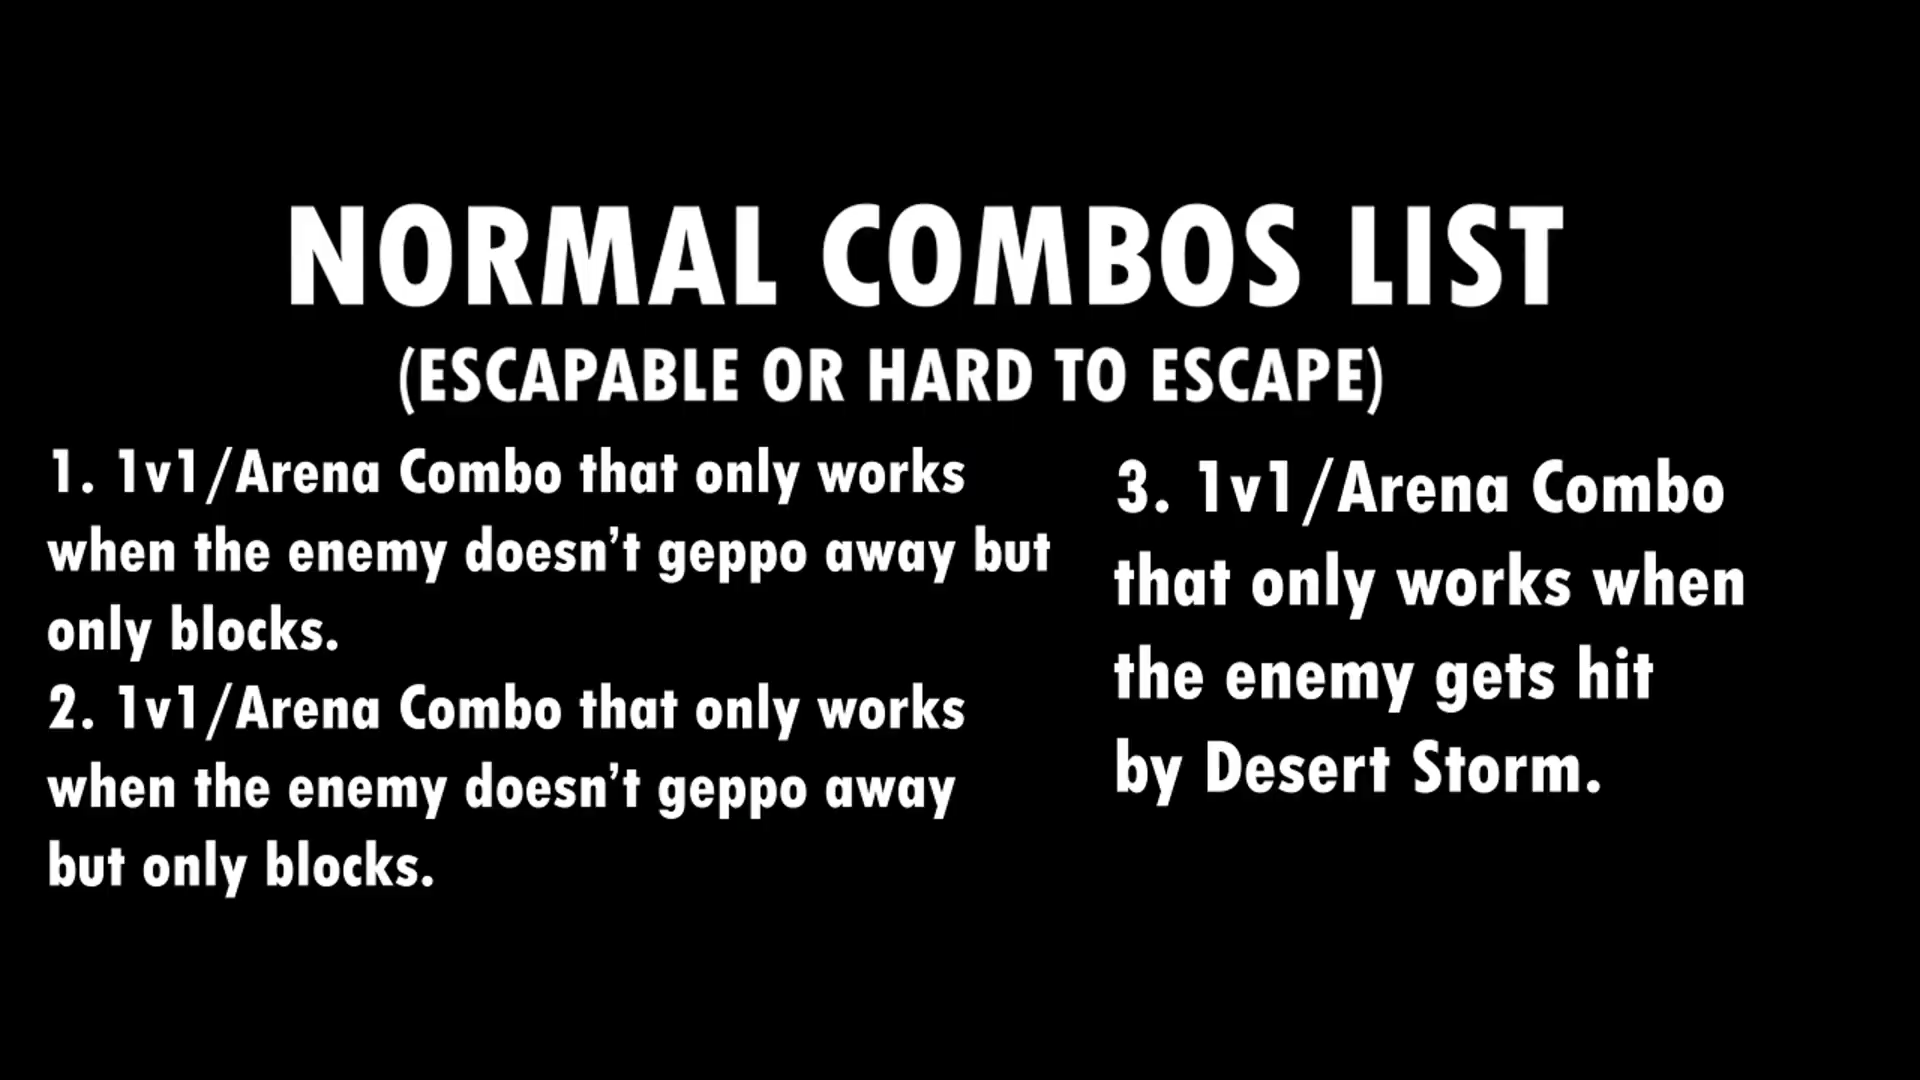 NORMAL COMBOS LIST
(ESCAPABLE OR HARD TO ESCAPE)
1. 1v1/Arena Combo that only works
when the enemy doesn’t geppo away but
only blocks.
2. 1v1/Arena Combo that only works
when the enemy doesn’t geppo away
but only blocks.
3. 1v1/Arena Combo
that only works when
the enemy gets hit
by Desert Storm.